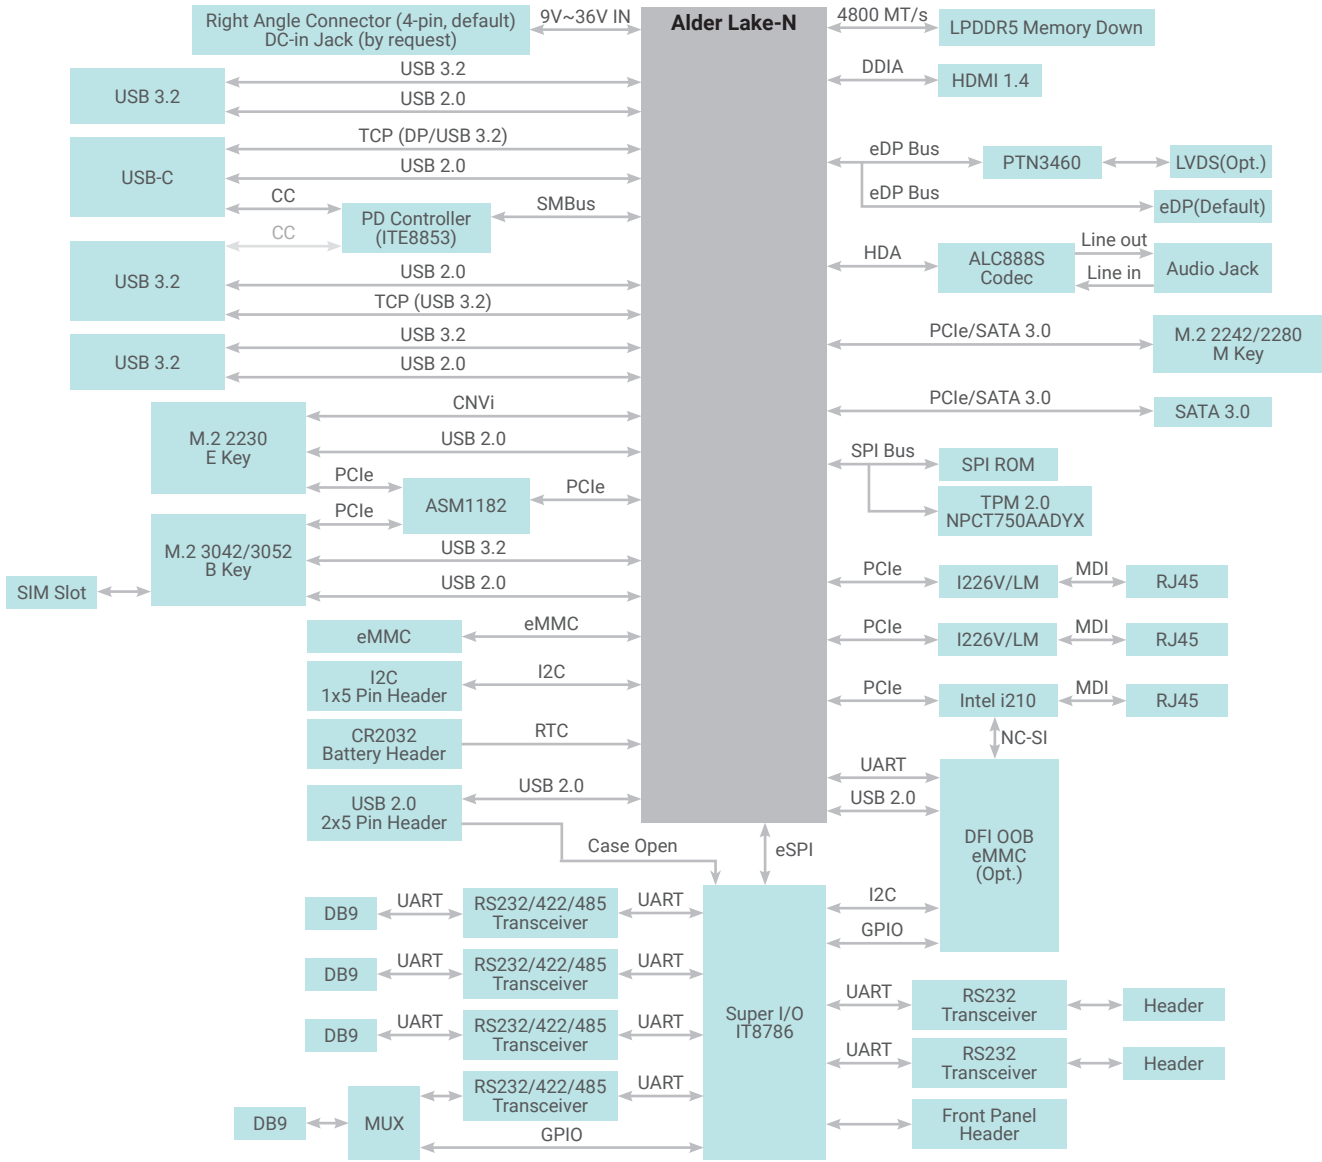 Right Angle Connector (4-pin, default)
DC-in Jack (by request)
9V~36V IN
Alder Lake-N
4800 MT/s
LPDDR5 Memory Down
USB 3.2
USB 3.2
USB 2.0
DDIA
HDMI 1.4
USB-C
TCP (DP/USB 3.2)
USB 2.0
CC
PD Controller
(ITE8853)
SMBus
CC
eDP Bus
PTN3460
LVDS(Opt.)
eDP Bus
eDP(Default)
USB 3.2
USB 2.0
TCP (USB 3.2)
HDA
ALC888S
Codec
Line out
Line in
Audio Jack
USB 3.2
USB 3.2
USB 2.0
PCIe/SATA 3.0
M.2 2242/2280
M Key
M.2 2230
E Key
CNVi
USB 2.0
PCIe
PCIe/SATA 3.0
SATA 3.0
ASM1182
PCIe
SPI Bus
SPI ROM
TPM 2.0
NPCT750AADYX
PCIe
M.2 3042/3052
B Key
USB 3.2
USB 2.0
SIM Slot
PCIe
I226V/LM
MDI
RJ45
eMMC
eMMC
PCIe
I226V/LM
MDI
RJ45
I2C
1x5 Pin Header
I2C
PCIe
Intel i210
MDI
RJ45
CR2032
Battery Header
RTC
NC-SI
USB 2.0
2x5 Pin Header
USB 2.0
UART
USB 2.0
DFI OOB
eMMC
(Opt.)
Case Open
eSPI
I2C
GPIO
DB9
UART
RS232/422/485
Transceiver
UART
DB9
UART
RS232/422/485
Transceiver
UART
DB9
UART
RS232/422/485
Transceiver
UART
Super I/O
IT8786
UART
RS232
Transceiver
Header
UART
RS232
Transceiver
Header
RS232/422/485
Transceiver
UART
DB9
MUX
GPIO
Front Panel
Header